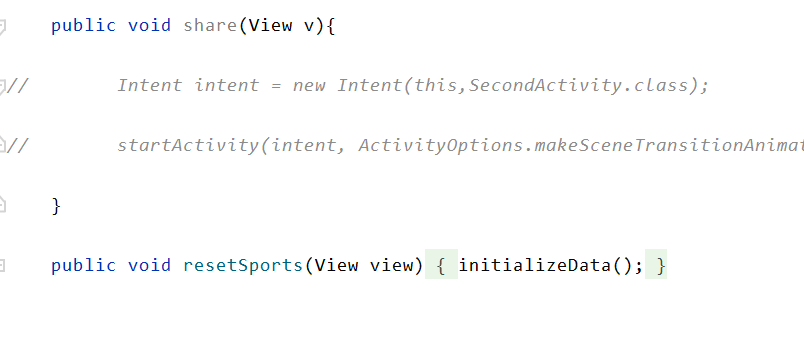 public void share(View v){
//        Intent intent = new Intent(this,SecondActivity.class);
//        startActivity(intent, ActivityOptions.makeSceneTransitionAnimat
}
public void resetSports(View view) { initializeData(); }